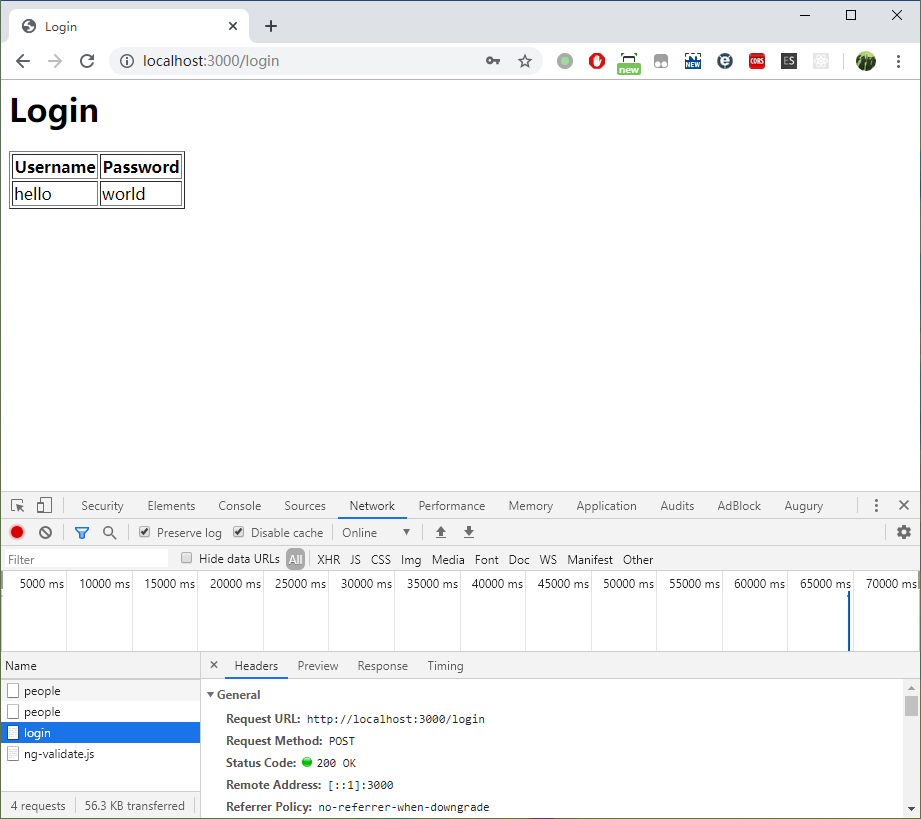 Login
localhost:3000/login
new
NEW
CORS
ES
Login
Username Password
hello world
Security Elements Console Sources Network Performance Memory Application Audits AdBlock Augury
Preserve log Disable cache Online
Filter Hide data URLs All XHR JS CSS Img Media Font Doc WS Manifest Other
5000 ms 10000 ms 15000 ms 20000 ms 25000 ms 30000 ms 35000 ms 40000 ms 45000 ms 50000 ms 55000 ms 60000 ms 65000 ms 70000 ms
Name Headers Preview Response Timing
people
people
login
ng-validate.js
4 requests 56.3 KB transferred
General
Request URL: http://localhost:3000/login
Request Method: POST
Status Code: 200 OK
Remote Address: [::1]:3000
Referrer Policy: no-referrer-when-downgrade